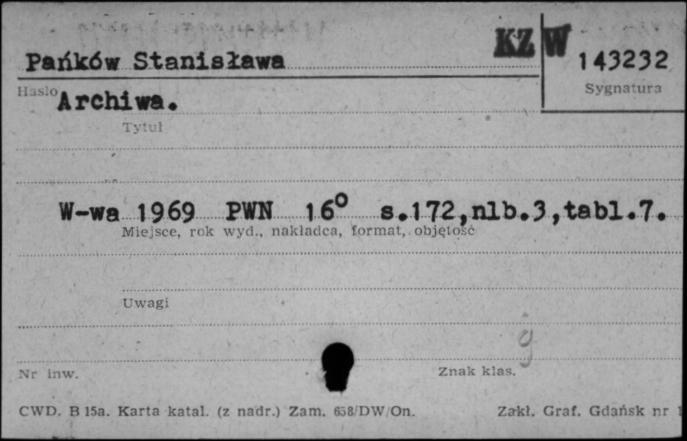 KZ W
Pańków Stanisława 143232
Hasło Sygnatura
Archiwa.
Tytuł
W-wa 1969 PWN 16° s.172,nlb.3,tabl.7.
Miejsce, rok wyd., nakładca, format, objętość
Uwagi
g
Nr inw. Znak klas.
CWD. B 15a. Karta katal. (z nadr.) Zam. 658/DW/On. Zakł. Graf. Gdańsk nr 1